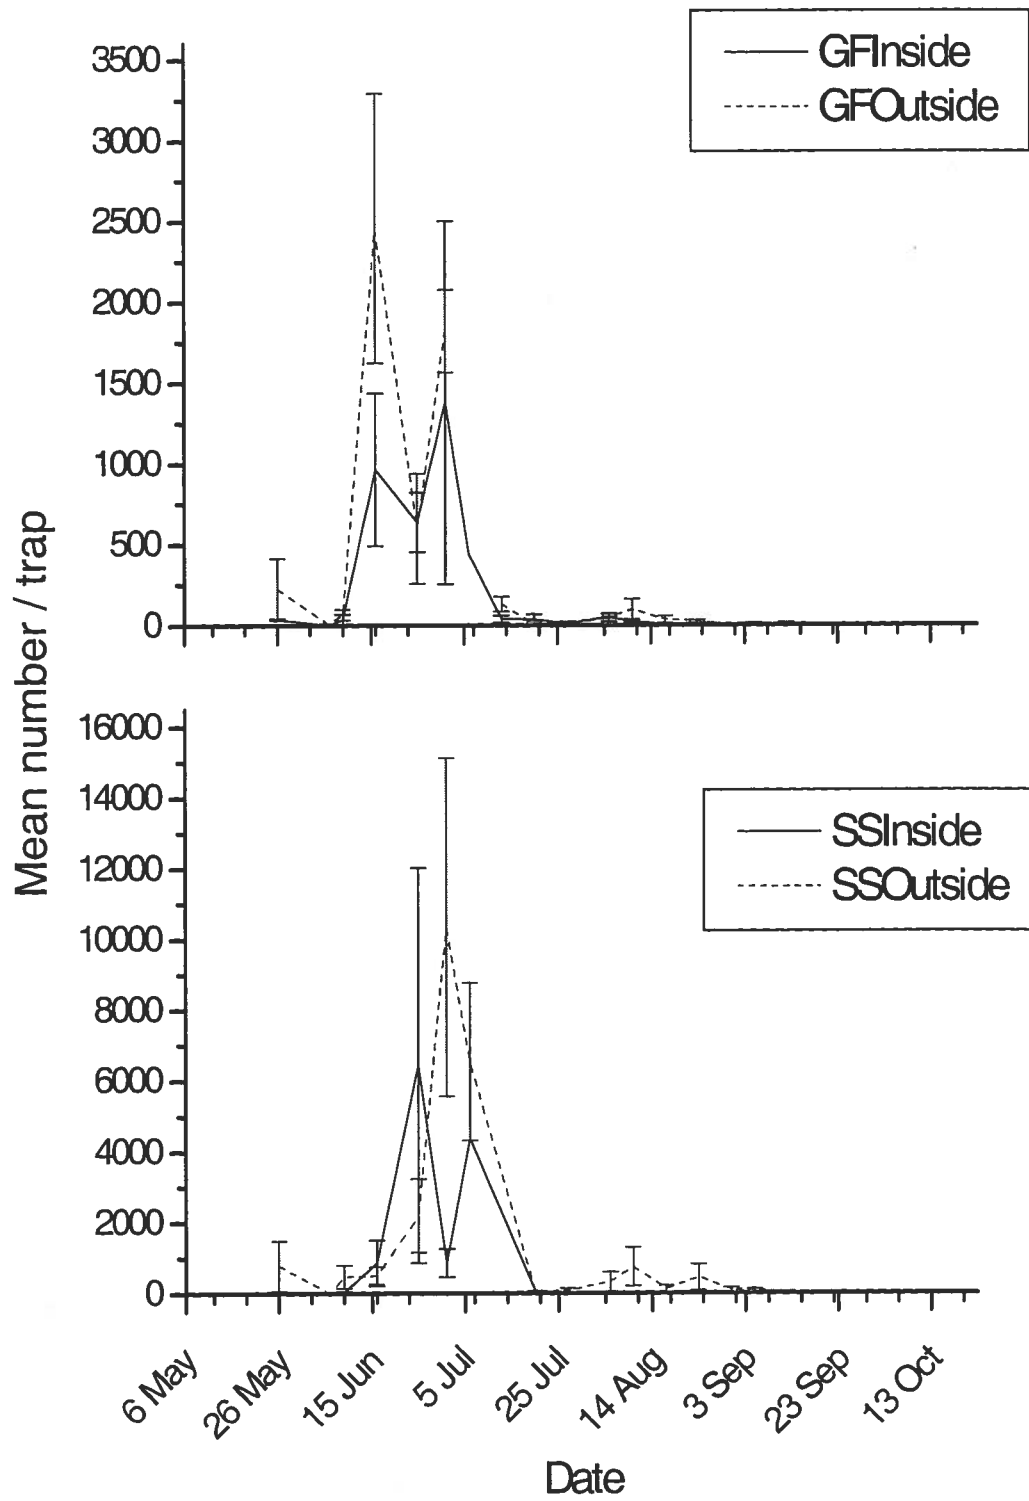 GFInside
GFOutside
3500
3000
2500
2000
1500
1000
500
0
Mean number / trap
SSInside
SSOutside
16000
14000
12000
10000
8000
6000
4000
2000
0
6 May
26 May
15 Jun
5 Jul
25 Jul
14 Aug
3 Sep
23 Sep
13 Oct
Date